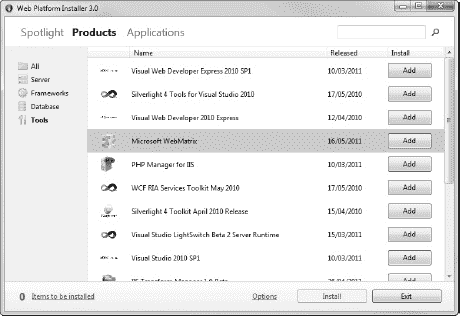 Web Platform Installer 3.0
Spotlight Products Applications
Name Released Install
All
Server
Frameworks
Database
Tools
Visual Web Developer Express 2010 SP1 10/03/2011 Add
Silverlight 4 Tools for Visual Studio 2010 17/05/2010 Add
Visual Web Developer 2010 Express 12/04/2010 Add
Microsoft WebMatrix 16/05/2011 Add
PHP Manager for IIS 10/03/2011 Add
WCF RIA Services Toolkit May 2010 17/05/2010 Add
Silverlight 4 Toolkit April 2010 Release 15/04/2010 Add
Visual Studio LightSwitch Beta 2 Server Runtime 15/03/2011 Add
Visual Studio 2010 SP1 10/03/2011 Add
0 Items to be installed Options Install Exit